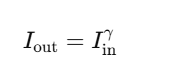 I_out = I_in^γ